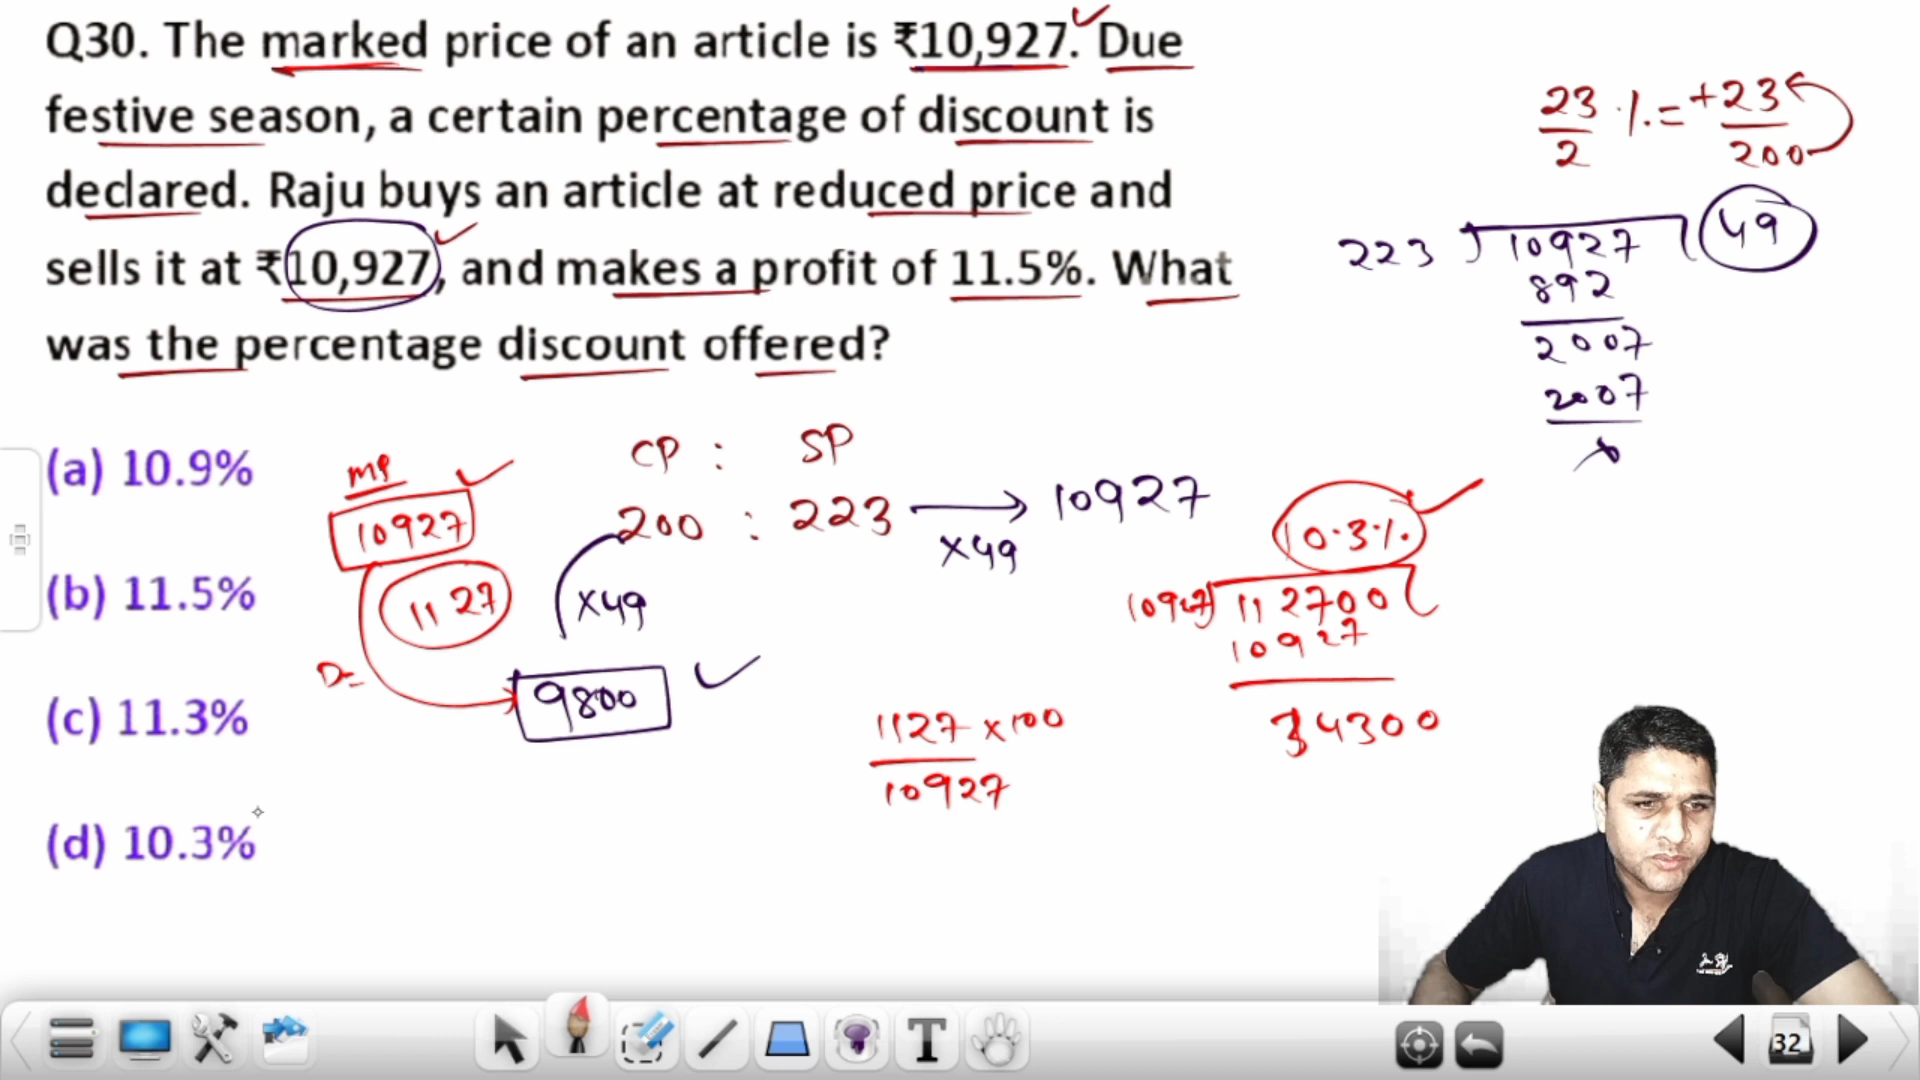 Q30. The marked price of an article is ₹10,927. Due
festive season, a certain percentage of discount is
declared. Raju buys an article at reduced price and
sells it at ₹10,927, and makes a profit of 11.5%. What
was the percentage discount offered?
(a) 10.9%
(b) 11.5%
(c) 11.3%
(d) 10.3%
23/2 % = +23/200
223 ) 10927 ( 49
892
2007
2007
x
CP : SP
200 : 223 → 10927
×49
×49
MP
10927
1127
D=
9800
1127 × 100
10927
10.3%
10927 ) 112700 (
10927
34300
T
32